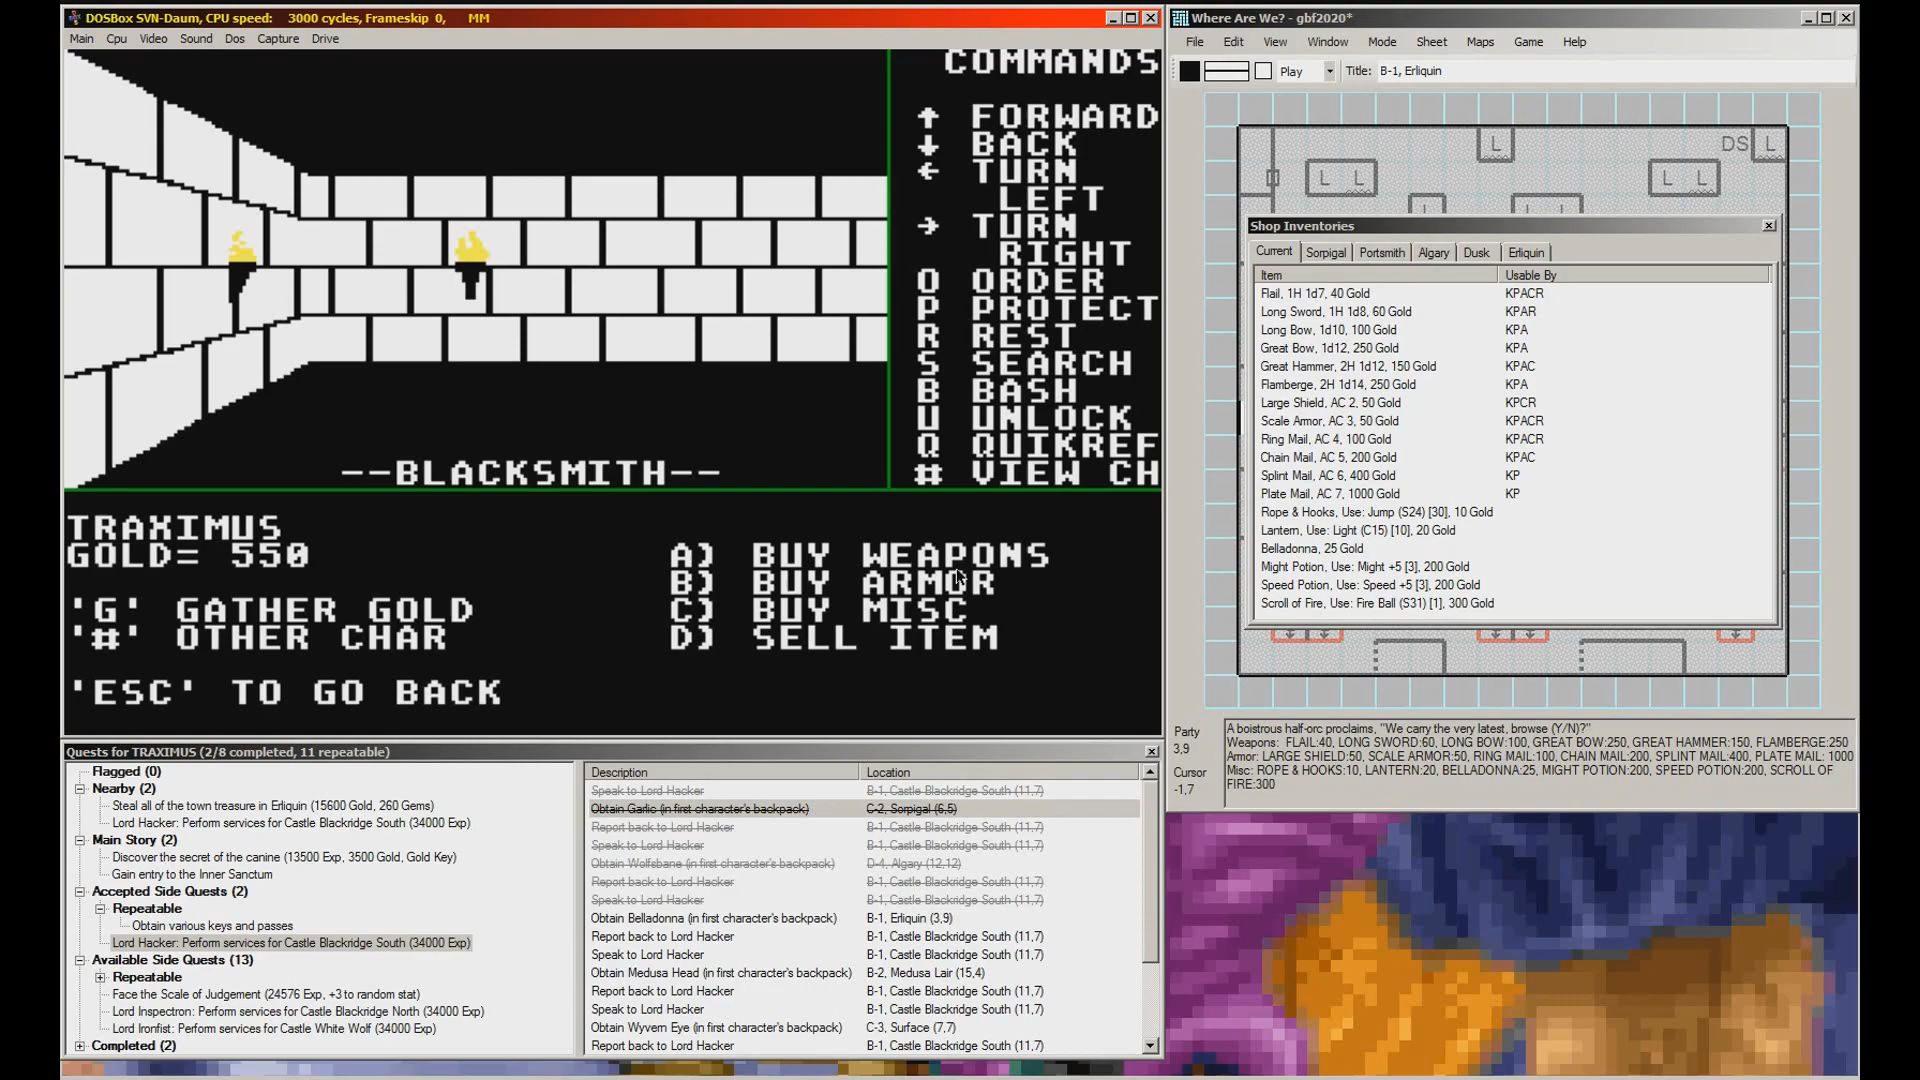 DOSBox SVN-Daum, CPU speed: 3000 cycles, Frameskip 0, MM
Main Cpu Video Sound Dos Capture Drive
COMMANDS
↑ FORWARD
↓ BACK
← TURN
LEFT
→ TURN
RIGHT
O ORDER
P PROTECT
R REST
S SEARCH
B BASH
U UNLOCK
Q QUIKREF
# VIEW CH
--BLACKSMITH--
TRAXIMUS
GOLD= 550
'G' GATHER GOLD
'#' OTHER CHAR
'ESC' TO GO BACK
A) BUY WEAPONS
B) BUY ARMOR
C) BUY MISC
D) SELL ITEM
Where Are We? - gbf2020*
File Edit View Window Mode Sheet Maps Game Help
Play Title: B-1, Erliquin
L DS L
L L L L
Shop Inventories
Current Sorpigal Portsmith Algary Dusk Erliquin
Item Usable By
Flail, 1H 1d7, 40 Gold KPACR
Long Sword, 1H 1d8, 60 Gold KPAR
Long Bow, 1d10, 100 Gold KPA
Great Bow, 1d12, 250 Gold KPA
Great Hammer, 2H 1d12, 150 Gold KPAC
Flamberge, 2H 1d14, 250 Gold KPA
Large Shield, AC 2, 50 Gold KPCR
Scale Armor, AC 3, 50 Gold KPACR
Ring Mail, AC 4, 100 Gold KPACR
Chain Mail, AC 5, 200 Gold KPAC
Splint Mail, AC 6, 400 Gold KP
Plate Mail, AC 7, 1000 Gold KP
Rope & Hooks, Use: Jump (S24) [30], 10 Gold
Lantern, Use: Light (C15) [10], 20 Gold
Belladonna, 25 Gold
Might Potion, Use: Might +5 [3], 200 Gold
Speed Potion, Use: Speed +5 [3], 200 Gold
Scroll of Fire, Use: Fire Ball (S31) [1], 300 Gold
Party
3,9
Cursor
-1,7
A boistrous half-orc proclaims, "We carry the very latest, browse (Y/N)?"
Weapons: FLAIL:40, LONG SWORD:60, LONG BOW:100, GREAT BOW:250, GREAT HAMMER:150, FLAMBERGE:250
Armor: LARGE SHIELD:50, SCALE ARMOR:50, RING MAIL:100, CHAIN MAIL:200, SPLINT MAIL:400, PLATE MAIL: 1000
Misc: ROPE & HOOKS:10, LANTERN:20, BELLADONNA:25, MIGHT POTION:200, SPEED POTION:200, SCROLL OF
FIRE:300
Quests for TRAXIMUS (2/8 completed, 11 repeatable)
Flagged (0)
Nearby (2)
Steal all of the town treasure in Erliquin (15600 Gold, 260 Gems)
Lord Hacker: Perform services for Castle Blackridge South (34000 Exp)
Main Story (2)
Discover the secret of the canine (13500 Exp, 3500 Gold, Gold Key)
Gain entry to the Inner Sanctum
Accepted Side Quests (2)
Repeatable
Obtain various keys and passes
Lord Hacker: Perform services for Castle Blackridge South (34000 Exp)
Available Side Quests (13)
Repeatable
Face the Scale of Judgement (24576 Exp, +3 to random stat)
Lord Inspectron: Perform services for Castle Blackridge North (34000 Exp)
Lord Ironfist: Perform services for Castle White Wolf (34000 Exp)
Completed (2)
Description Location
Speak to Lord Hacker B-1, Castle Blackridge South (11,7)
Obtain Garlic (in first character's backpack) C-2, Sorpigal (6,5)
Report back to Lord Hacker B-1, Castle Blackridge South (11,7)
Speak to Lord Hacker B-1, Castle Blackridge South (11,7)
Obtain Wolfsbane (in first character's backpack) D-4, Algary (12,12)
Report back to Lord Hacker B-1, Castle Blackridge South (11,7)
Speak to Lord Hacker B-1, Castle Blackridge South (11,7)
Obtain Belladonna (in first character's backpack) B-1, Erliquin (3,9)
Report back to Lord Hacker B-1, Castle Blackridge South (11,7)
Speak to Lord Hacker B-1, Castle Blackridge South (11,7)
Obtain Medusa Head (in first character's backpack) B-2, Medusa Lair (15,4)
Report back to Lord Hacker B-1, Castle Blackridge South (11,7)
Speak to Lord Hacker B-1, Castle Blackridge South (11,7)
Obtain Wyvern Eye (in first character's backpack) C-3, Surface (7,7)
Report back to Lord Hacker B-1, Castle Blackridge South (11,7)